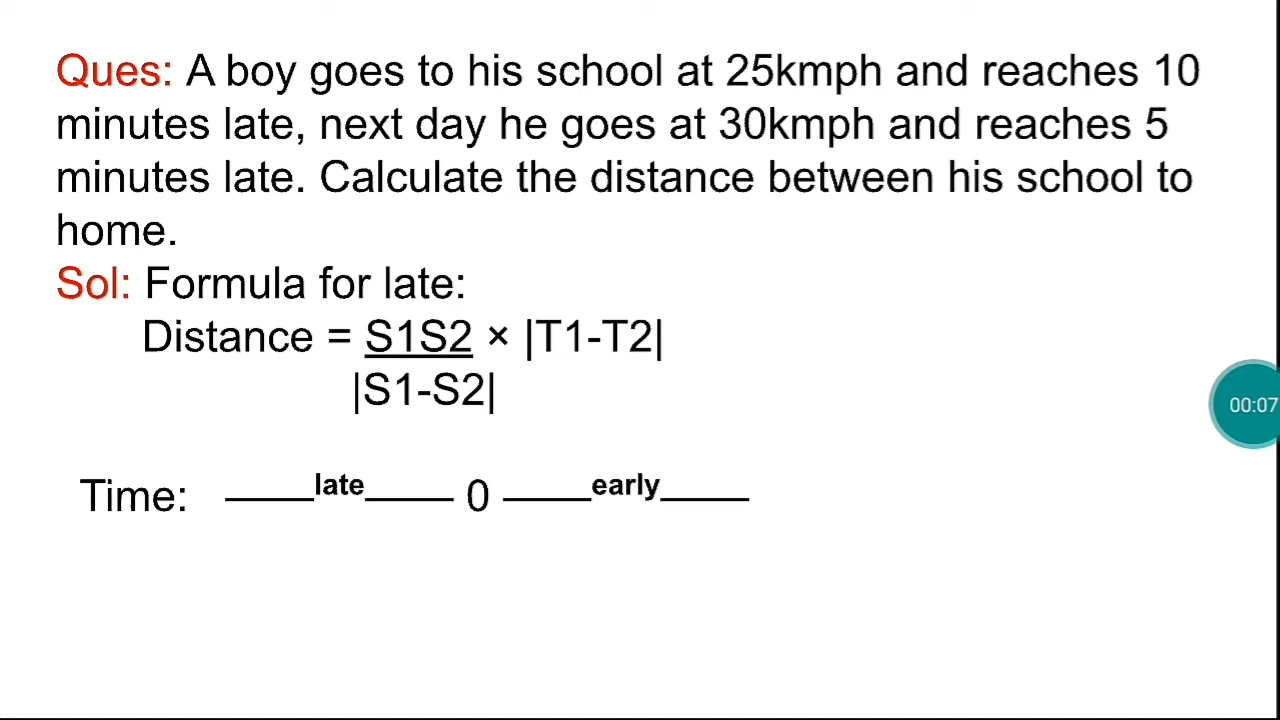 Ques: A boy goes to his school at 25kmph and reaches 10
minutes late, next day he goes at 30kmph and reaches 5
minutes late. Calculate the distance between his school to
home.
Sol: Formula for late:
Distance = S1S2 × |T1-T2|
|S1-S2|
00:07
Time: ____late____ 0 ____early____